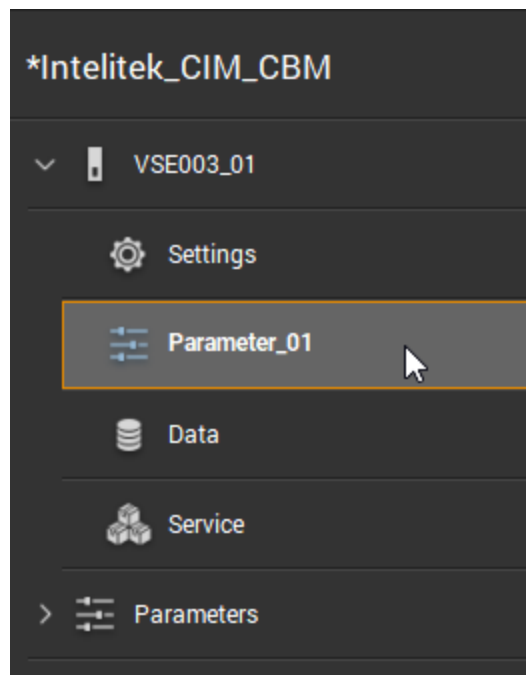 *Intelitek_CIM_CBM
VSE003_01
Settings
Parameter_01
Data
Service
Parameters